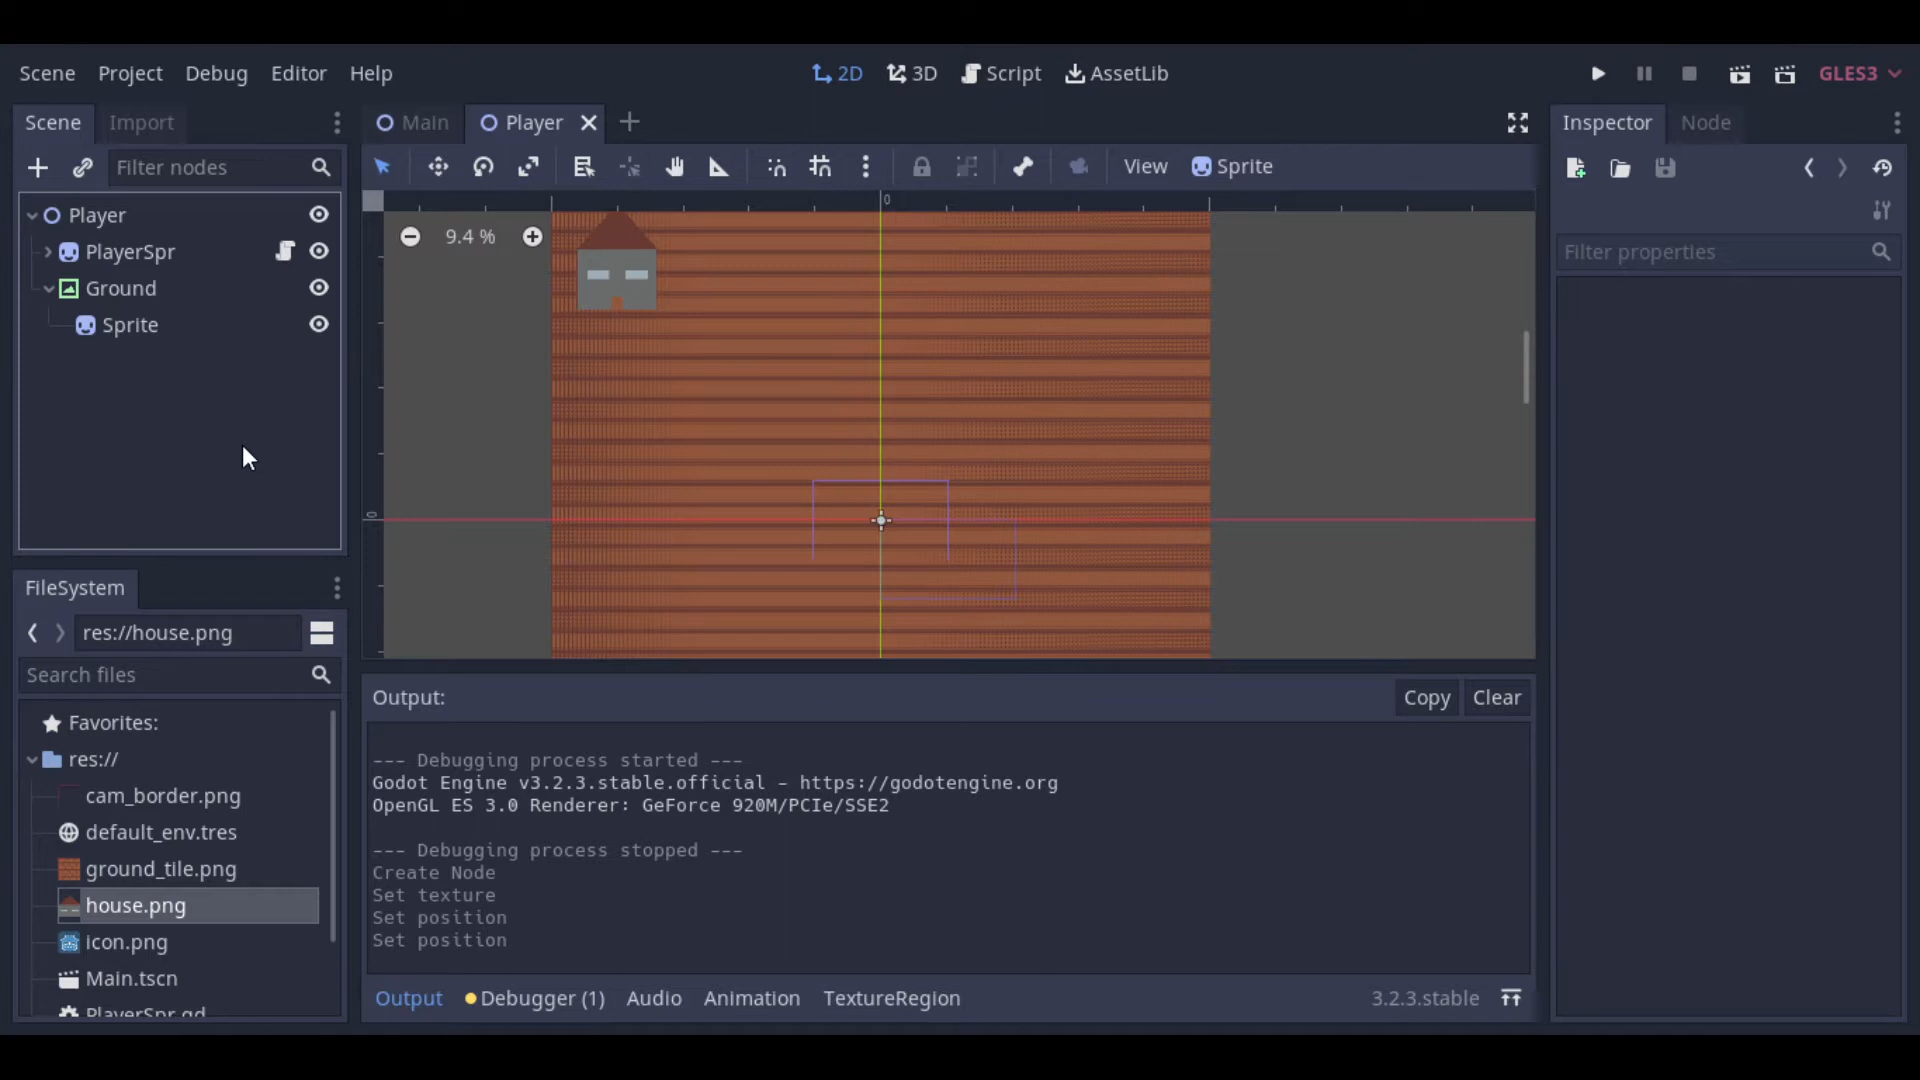 Scene Project Debug Editor Help 2D 3D Script AssetLib GLES3
Scene Import
Main Player
Inspector Node
Filter nodes
View Sprite
Player
PlayerSpr
Ground
Sprite
9.4 %
0
0
Filter properties
FileSystem
res://house.png
Search files
Favorites:
res://
cam_border.png
default_env.tres
ground_tile.png
house.png
icon.png
Main.tscn
PlayerSpr.gd
Output:
Copy Clear
--- Debugging process started ---
Godot Engine v3.2.3.stable.official - https://godotengine.org
OpenGL ES 3.0 Renderer: GeForce 920M/PCIe/SSE2
--- Debugging process stopped ---
Create Node
Set texture
Set position
Set position
Output Debugger (1) Audio Animation TextureRegion 3.2.3.stable